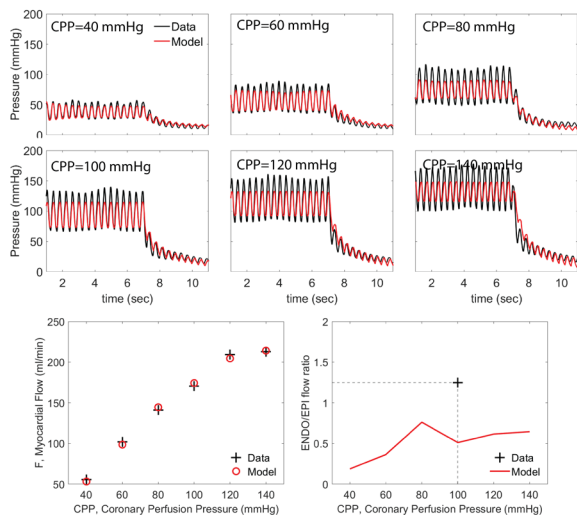 CPP=40 mmHg
Data
Model
CPP=60 mmHg
CPP=80 mmHg
200
150
100
50
0
Pressure (mmHg)
CPP=100 mmHg
CPP=120 mmHg
CPP=140 mmHg
200
150
100
50
0
Pressure (mmHg)
2 4 6 8 10
2 4 6 8 10
2 4 6 8 10
time (sec)
time (sec)
time (sec)
250
200
150
100
50
F, Myocardial Flow (ml/min)
Data
Model
40 60 80 100 120 140
CPP, Coronary Perfusion Pressure (mmHg)
2
1.6
1.2
0.8
0.5
0
ENDO/EPI flow ratio
Data
Model
40 60 80 100 120 140
CPP, Coronary Perfusion Pressure (mmHg)